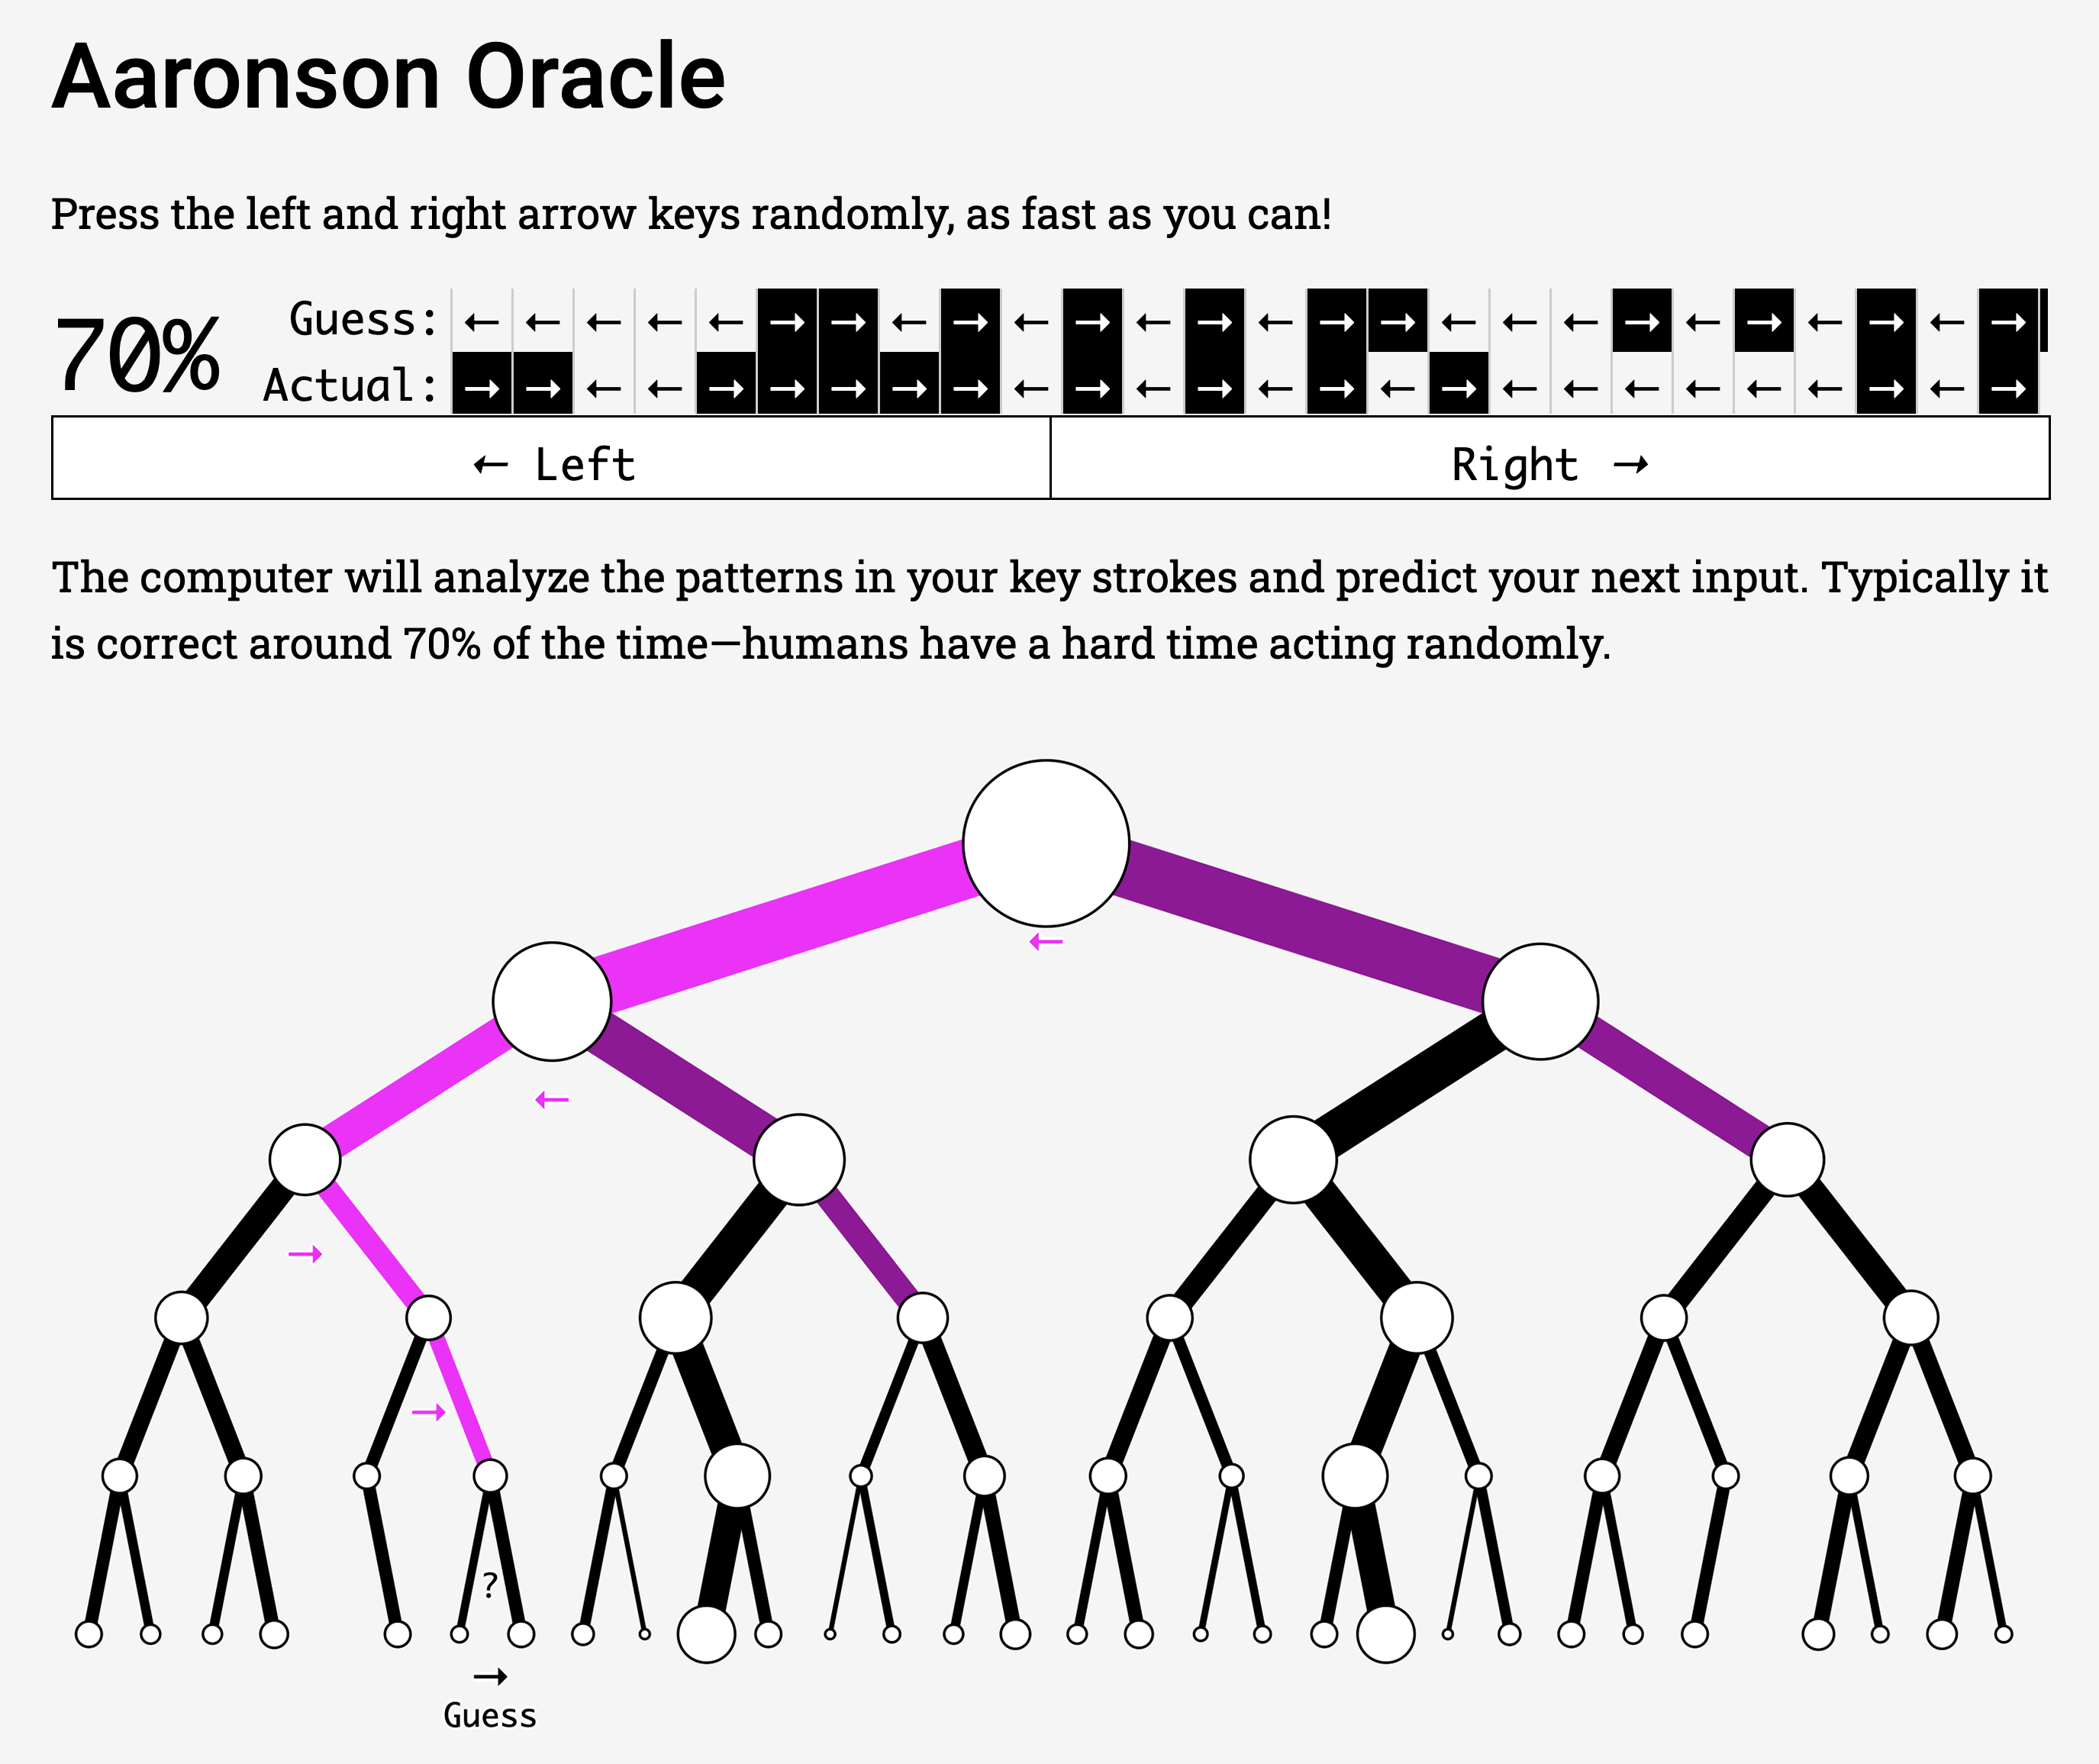 Aaronson Oracle
Press the left and right arrow keys randomly, as fast as you can!
70%
Guess: ← ← ← ← ← → → ← → ← → ← → ← → → ← ← ← → ← → ← → ← →
Actual: → → ← ← → → → → → ← → ← → ← → ← → ← ← ← ← ← ← → ← →
← Left
Right →
The computer will analyze the patterns in your key strokes and predict your next input. Typically it
is correct around 70% of the time—humans have a hard time acting randomly.
←
←
→
→
?
→
Guess